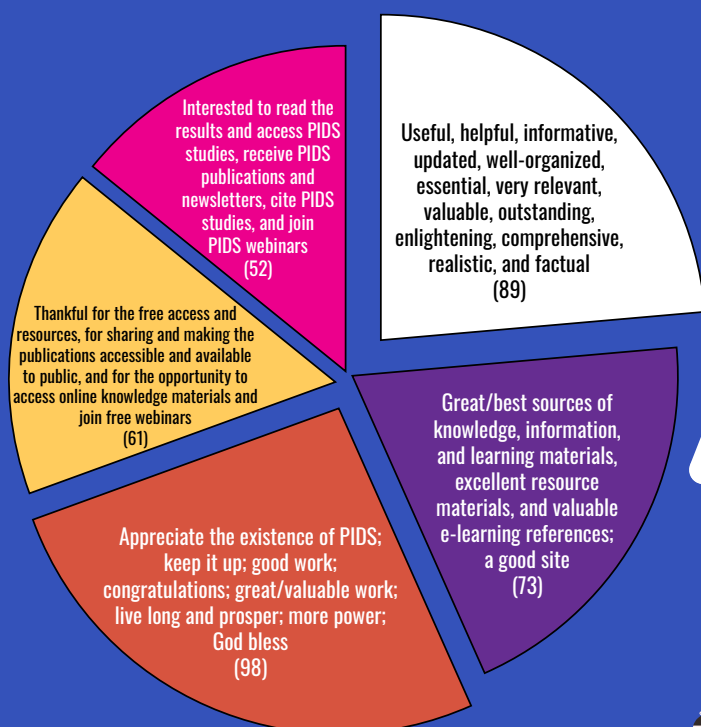 Interested to read the
results and access PIDS
studies, receive PIDS
publications and
newsletters, cite PIDS
studies, and join
PIDS webinars
(52)
Useful, helpful, informative,
updated, well-organized,
essential, very relevant,
valuable, outstanding,
enlightening, comprehensive,
realistic, and factual
(89)
Thankful for the free access and
resources, for sharing and making the
publications accessible and available
to public, and for the opportunity to
access online knowledge materials and
join free webinars
(61)
Great/best sources of
knowledge, information,
and learning materials,
excellent resource
materials, and valuable
e-learning references;
a good site
(73)
Appreciate the existence of PIDS;
keep it up; good work;
congratulations; great/valuable work;
live long and prosper; more power;
God bless
(98)